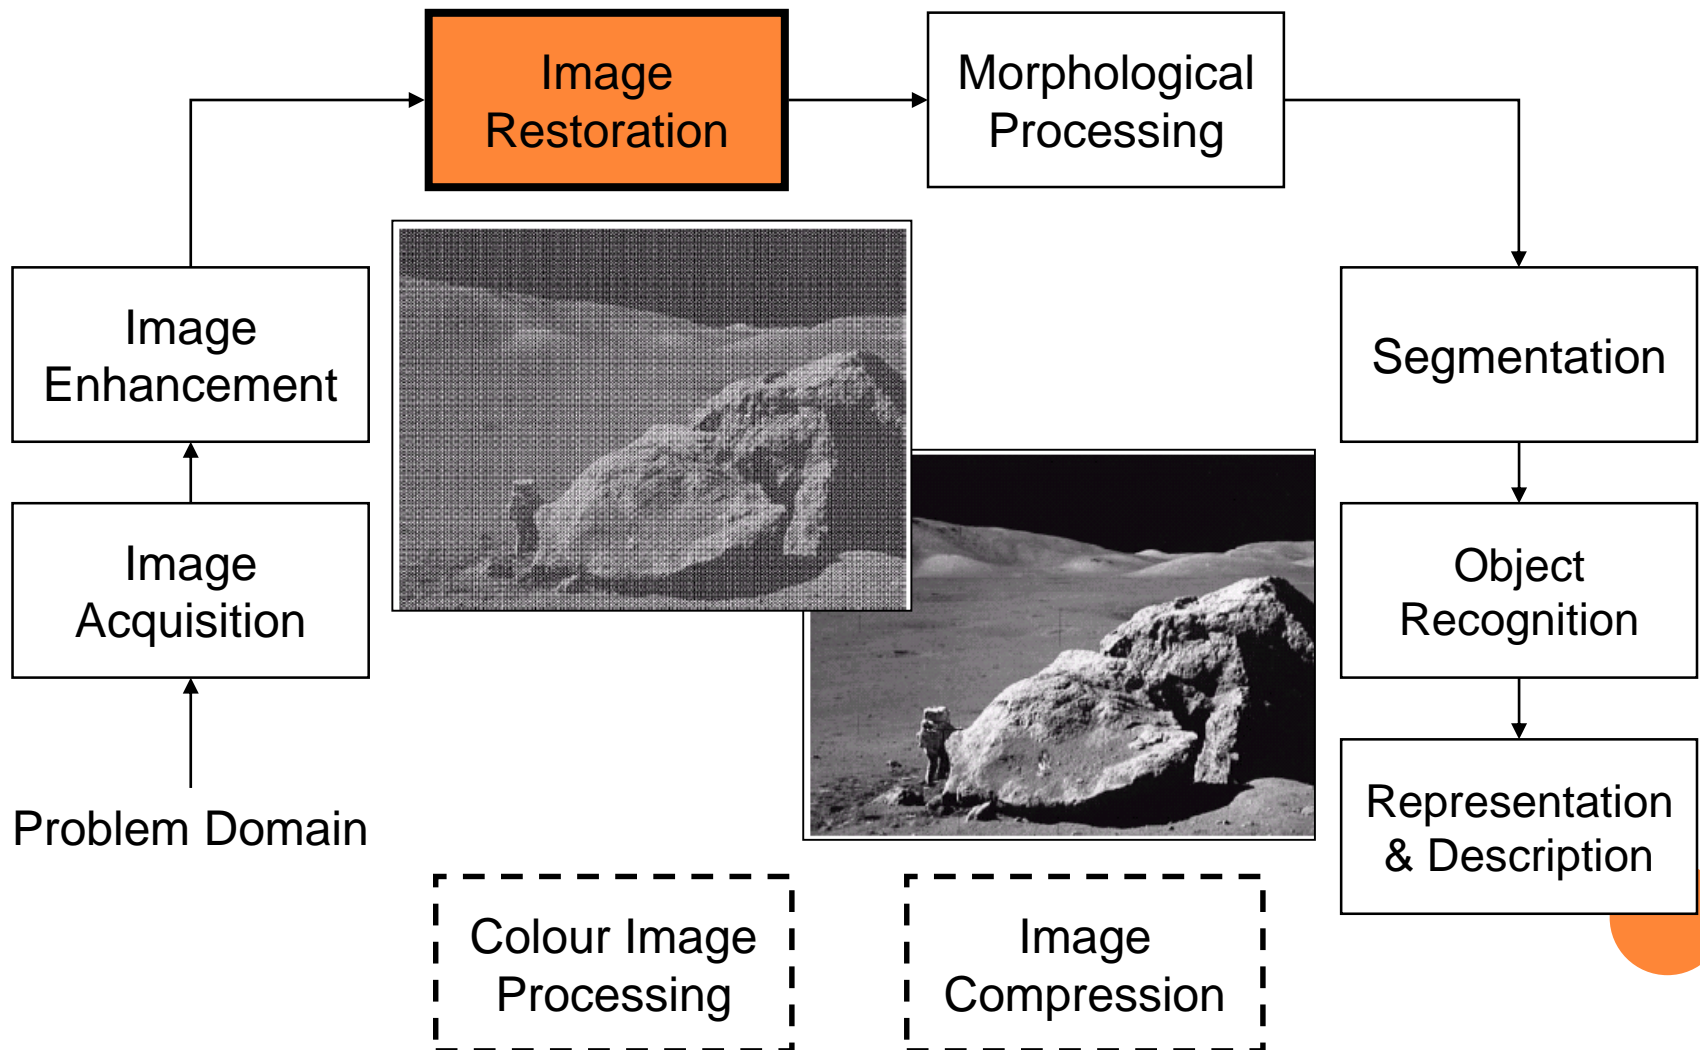 Image
Restoration
Morphological
Processing
Image
Enhancement
Segmentation
Image
Acquisition
Object
Recognition
Problem Domain
Representation
& Description
Colour Image
Processing
Image
Compression